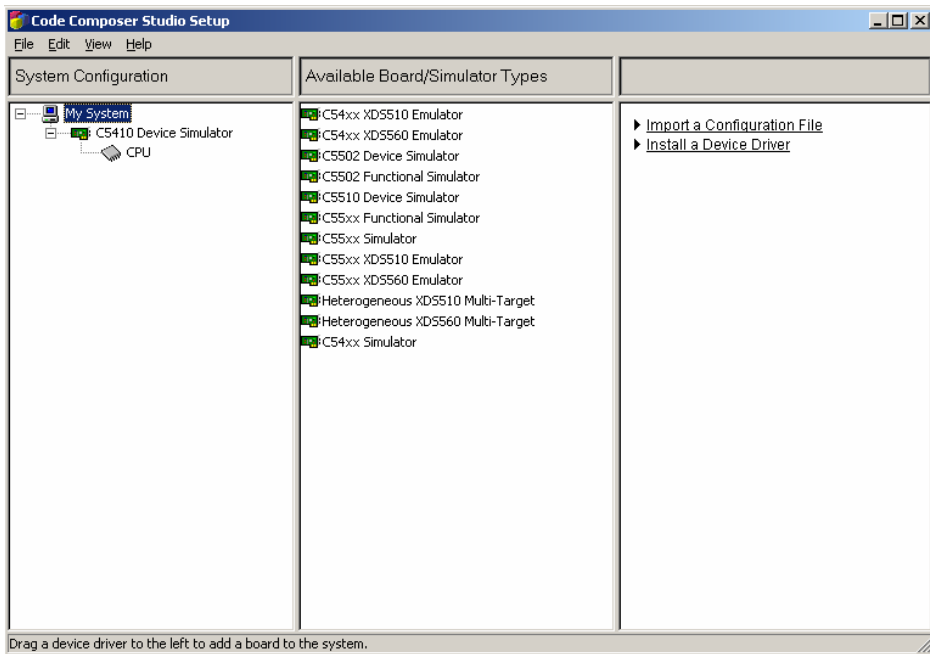 Code Composer Studio Setup
File Edit View Help
System Configuration
Available Board/Simulator Types
My System
C5410 Device Simulator
CPU
C54xx XDS510 Emulator
C54xx XDS560 Emulator
C5502 Device Simulator
C5502 Functional Simulator
C5510 Device Simulator
C55xx Functional Simulator
C55xx Simulator
C55xx XDS510 Emulator
C55xx XDS560 Emulator
Heterogeneous XDS510 Multi-Target
Heterogeneous XDS560 Multi-Target
C54xx Simulator
Import a Configuration File
Install a Device Driver
Drag a device driver to the left to add a board to the system.